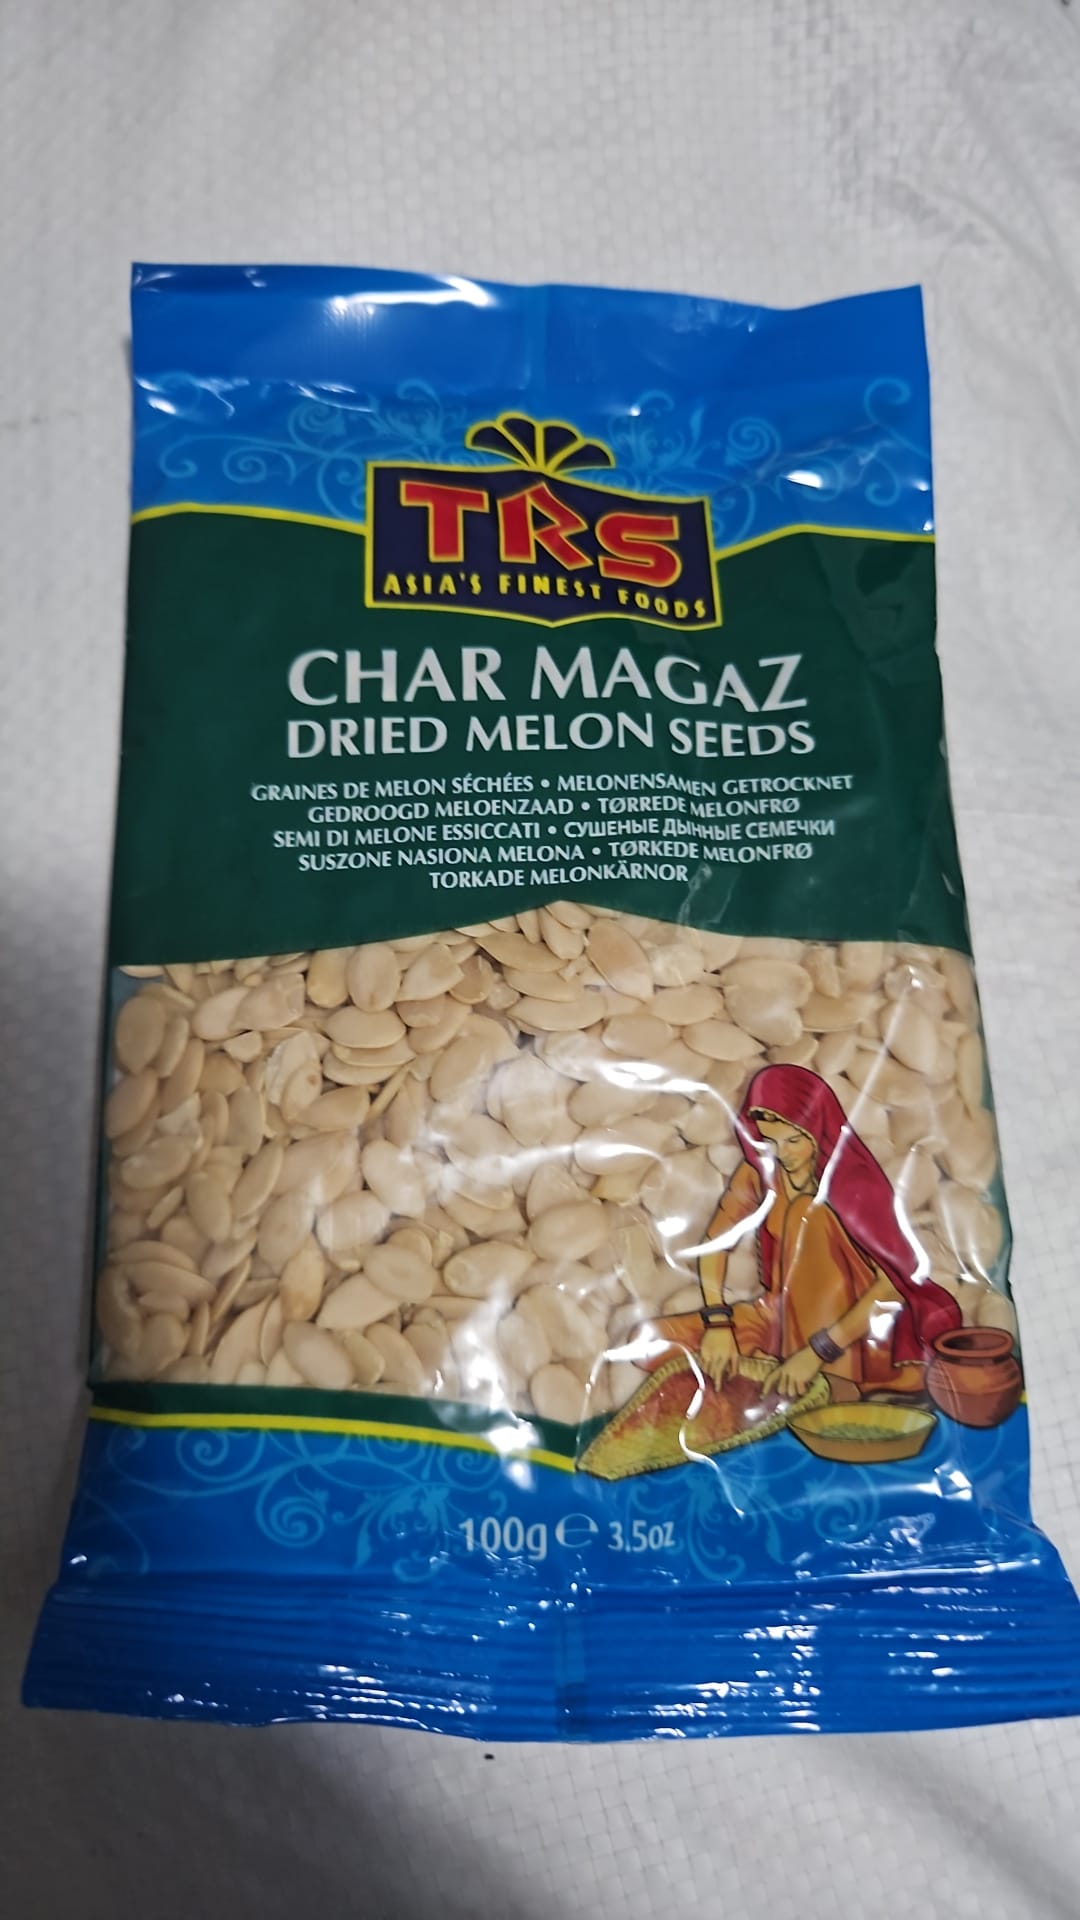 TRS
ASIA'S FINEST FOODS
CHAR MAGAZ
DRIED MELON SEEDS
GRAINES DE MELON SÉCHÉES • MELONENSAMEN GETROCKNET
GEDROOGD MELOENZAAD • TØRREDE MELONFRØ
SEMI DI MELONE ESSICCATI • СУШЕНЫЕ ДЫННЫЕ СЕМЕЧКИ
SUSZONE NASIONA MELONA • TØRKEDE MELONFRØ
TORKADE MELONKÄRNOR
100g ℮ 3.5oz